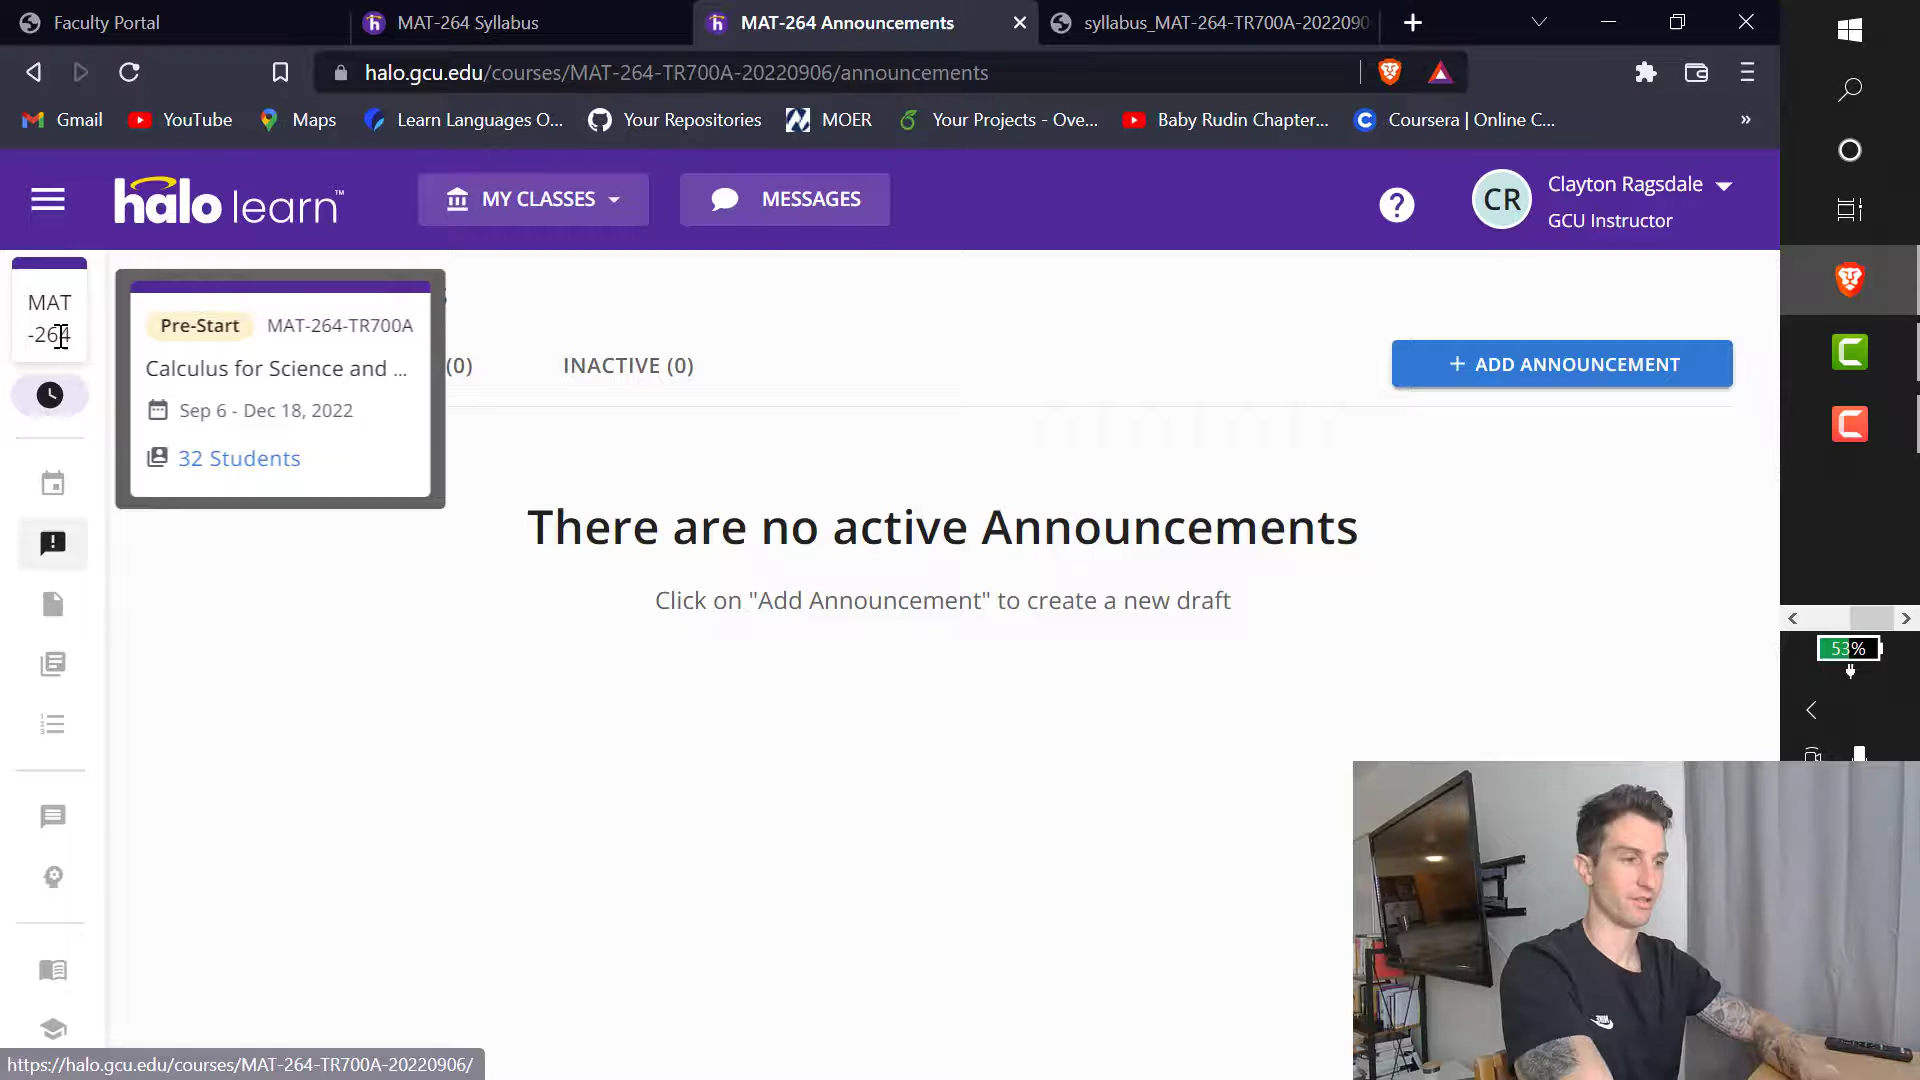 Faculty Portal
MAT-264 Syllabus
MAT-264 Announcements
syllabus_MAT-264-TR700A-2022090
halo.gcu.edu/courses/MAT-264-TR700A-20220906/announcements
Gmail
YouTube
Maps
Learn Languages O...
Your Repositories
MOER
Your Projects - Ove...
Baby Rudin Chapter...
Coursera | Online C...
»
halo learn™
MY CLASSES
MESSAGES
?
CR
Clayton Ragsdale
GCU Instructor
MAT
-264
Pre-Start MAT-264-TR700A
Calculus for Science and ...
Sep 6 - Dec 18, 2022
32 Students
(0)
INACTIVE (0)
+ ADD ANNOUNCEMENT
There are no active Announcements
Click on "Add Announcement" to create a new draft
53%
https://halo.gcu.edu/courses/MAT-264-TR700A-20220906/